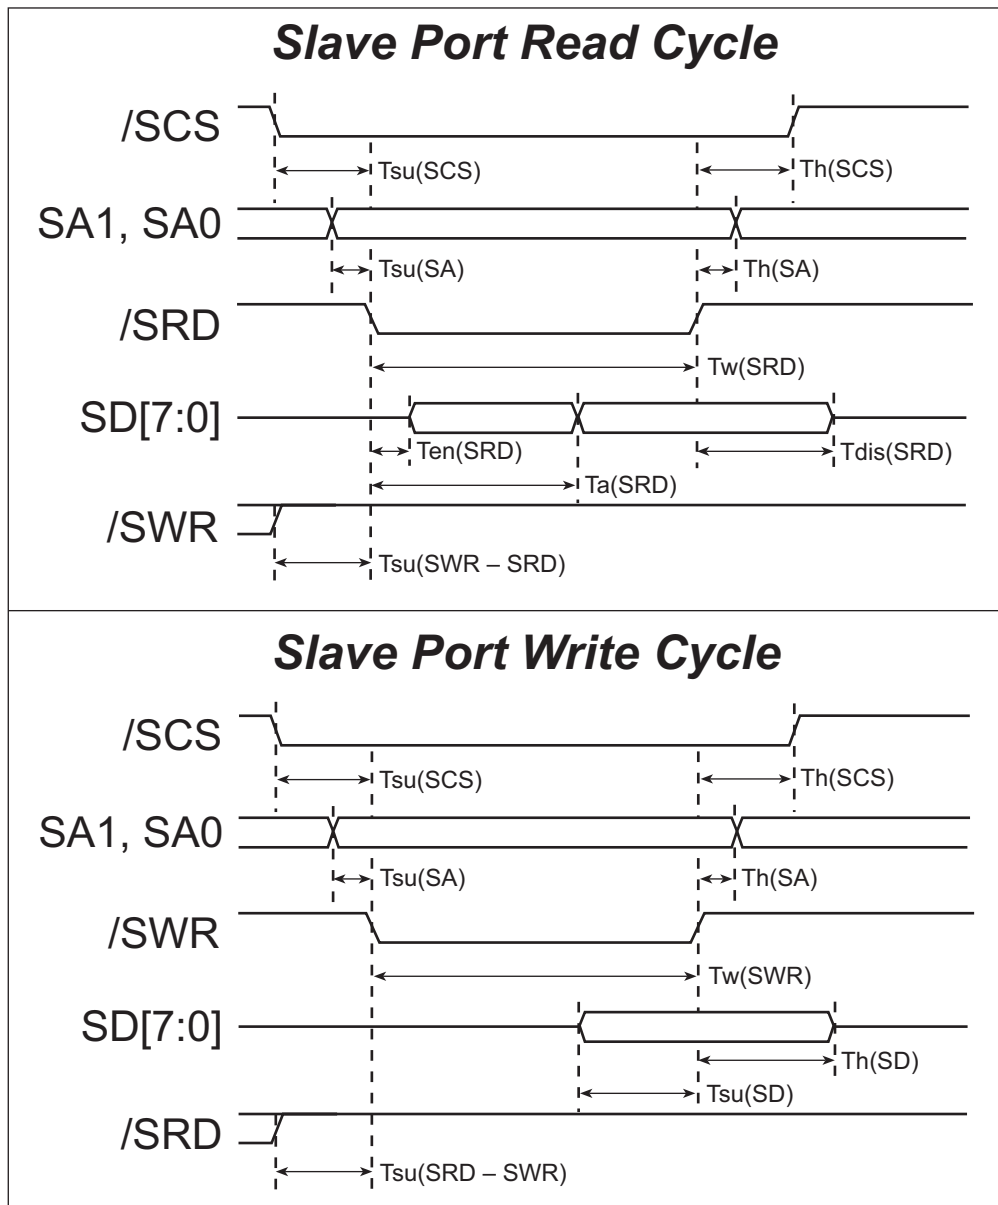 Slave Port Read Cycle
/SCS
Tsu(SCS)
Th(SCS)
SA1, SA0
Tsu(SA)
Th(SA)
/SRD
Tw(SRD)
SD[7:0]
Ten(SRD)
Tdis(SRD)
Ta(SRD)
/SWR
Tsu(SWR – SRD)
Slave Port Write Cycle
/SCS
Tsu(SCS)
Th(SCS)
SA1, SA0
Tsu(SA)
Th(SA)
/SWR
Tw(SWR)
SD[7:0]
Th(SD)
Tsu(SD)
/SRD
Tsu(SRD – SWR)